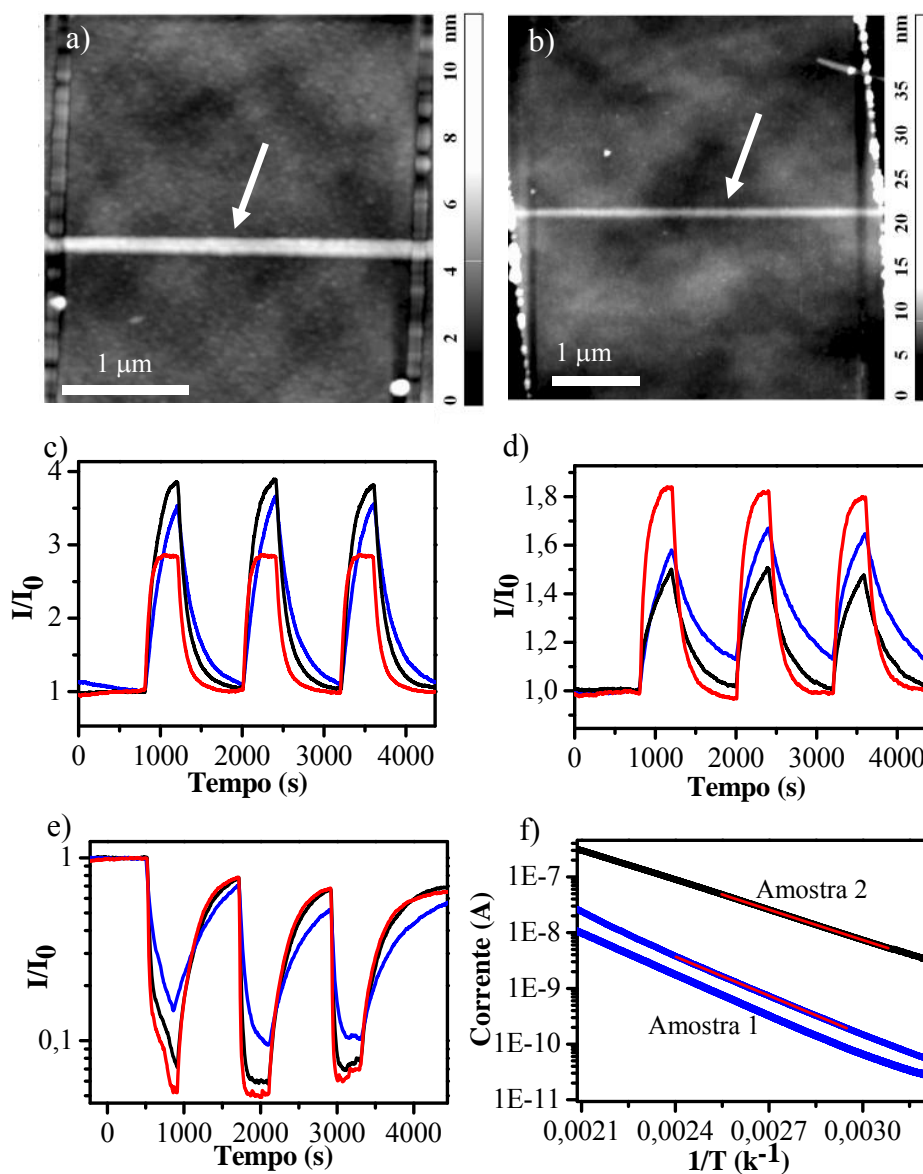 a)
nm
10
8
6
4
2
0
1 μm
b)
nm
35
30
25
20
15
10
5
0
1 μm
c)
4
3
2
1
I/I0
0 1000 2000 3000 4000
Tempo (s)
d)
1,8
1,6
1,4
1,2
1,0
I/I0
0 1000 2000 3000 4000
Tempo (s)
e)
1
0,1
I/I0
0 1000 2000 3000 4000
Tempo (s)
f)
1E-7
1E-8
1E-9
1E-10
1E-11
Corrente (A)
Amostra 2
Amostra 1
0,0021 0,0024 0,0027 0,0030
1/T (k-1)